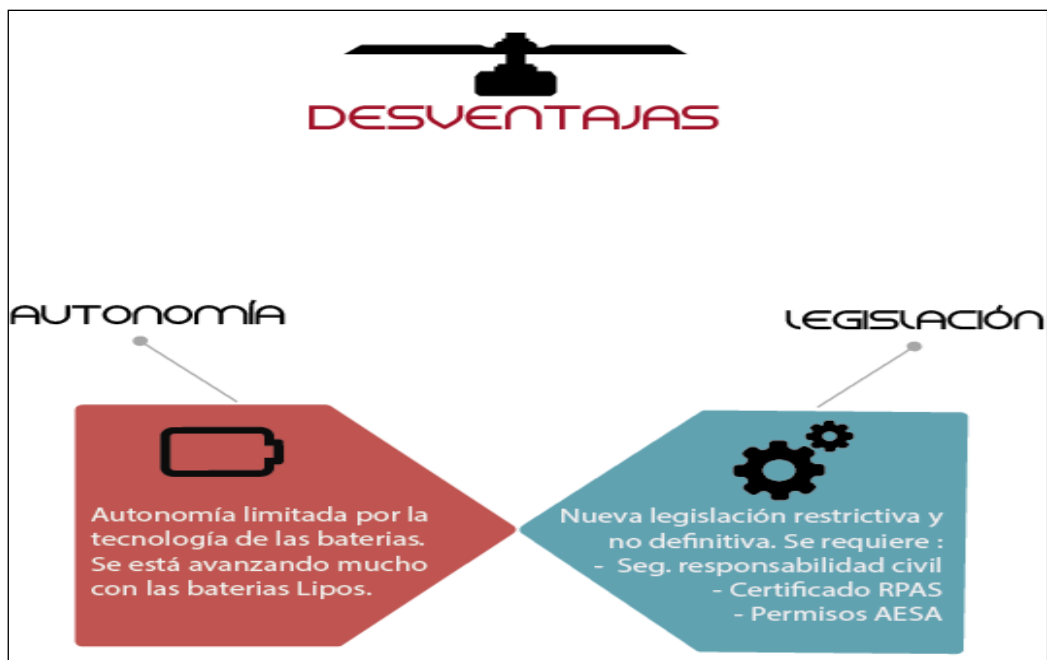 DESVENTAJAS
AUTONOMÍA
LEGISLACIÓN
Autonomía limitada por la
tecnología de las baterias.
Se está avanzando mucho
con las baterias Lipos.
Nueva legislación restrictiva y
no definitiva. Se requiere :
- Seg. responsabilidad civil
- Certificado RPAS
- Permisos AESA